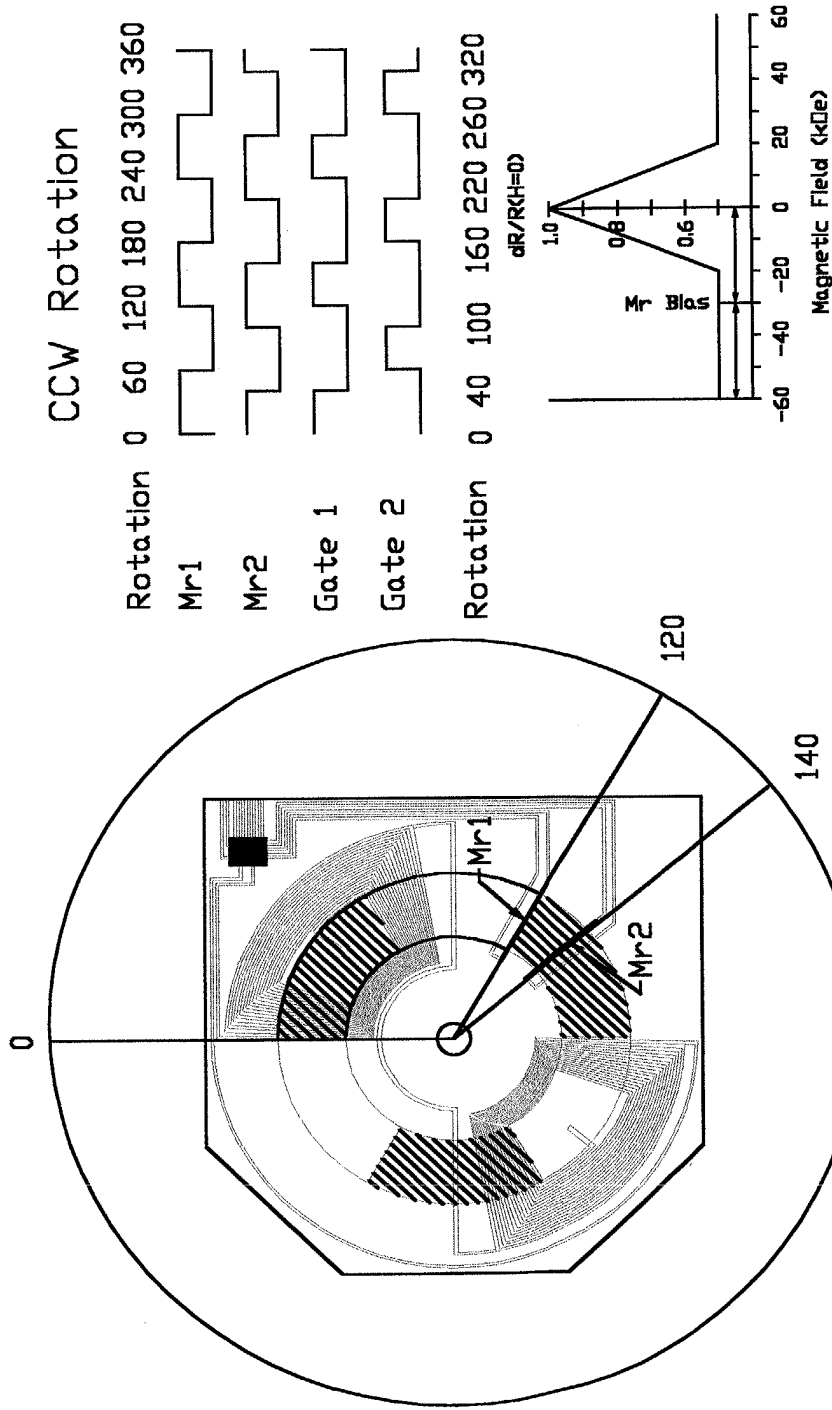 CCW Rotation
Rotation 0 60 120 180 240 300 360
Mr1
Mr2
Gate 1
Gate 2
Rotation 0 40 100 160 220 260 320
dR/R(H=0)
1.0
0.8
0.6
Mr Bias
-60 -40 -20 0 20 40 60
Magnetic Field (kOe)
0
Mr1
Mr2
120
140